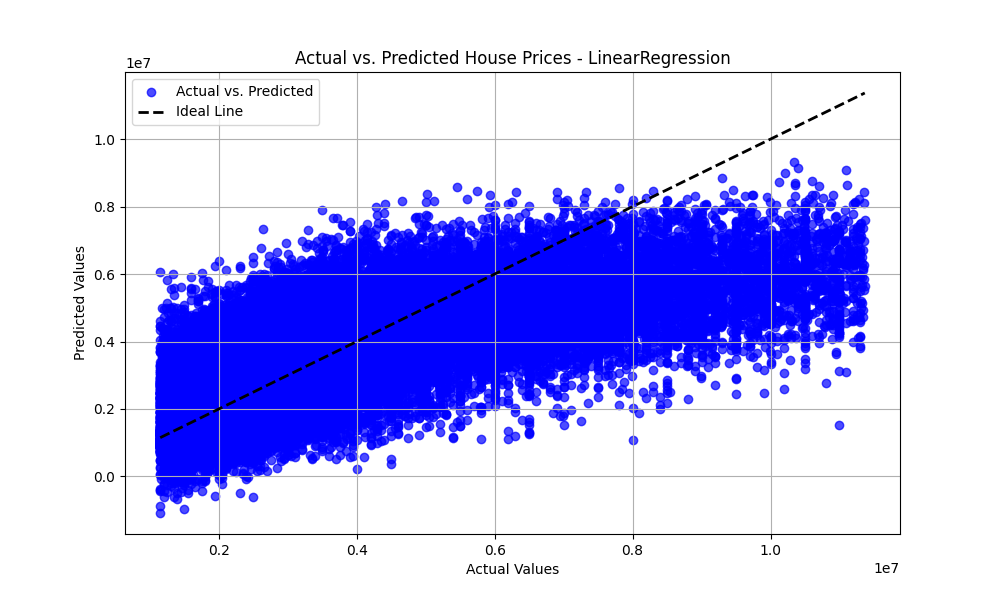 Actual vs. Predicted House Prices - LinearRegression
1e7
Actual vs. Predicted
Ideal Line
1.0
0.8
0.6
0.4
0.2
0.0
Predicted Values
0.2 0.4 0.6 0.8 1.0
1e7
Actual Values